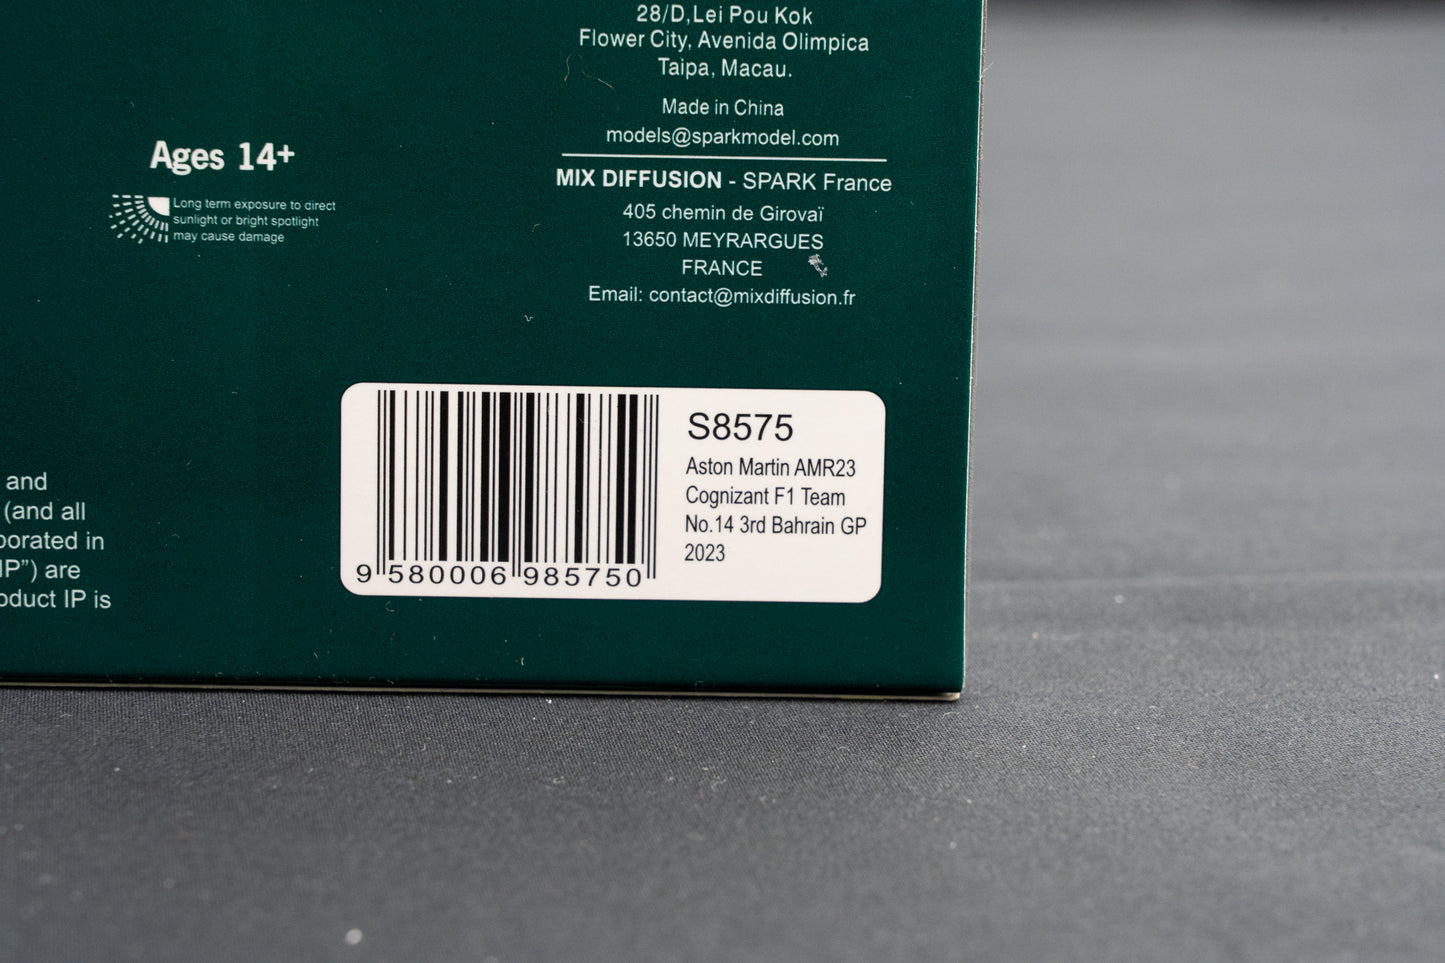 28/D,Lei Pou Kok
Flower City, Avenida Olimpica
Taipa, Macau.
Made in China
models@sparkmodel.com
MIX DIFFUSION - SPARK France
405 chemin de Girovaï
13650 MEYRARGUES
FRANCE
Email: contact@mixdiffusion.fr
Ages 14+
Long term exposure to direct
sunlight or bright spotlight
may cause damage
and
(and all
porated in
IP”) are
oduct IP is
S8575
Aston Martin AMR23
Cognizant F1 Team
No.14 3rd Bahrain GP
2023
9 580006 985750